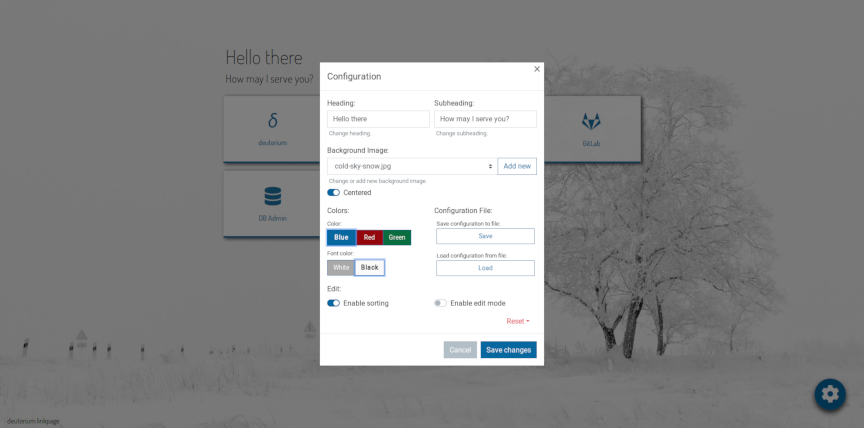 Hello there
How may I serve you?
deuterium
GitLab
DB Admin
Configuration
×
Heading:
Subheading:
Hello there
How may I serve you?
Change heading.
Change subheading.
Background Image:
cold-sky-snow.jpg
Add new
Change or add new background image.
Centered
Colors:
Configuration File:
Color:
Save configuration to file:
Blue
Red
Green
Save
Font color:
Load configuration from file:
White
Black
Load
Edit:
Enable sorting
Enable edit mode
Reset
Cancel
Save changes
deuterium linkpage